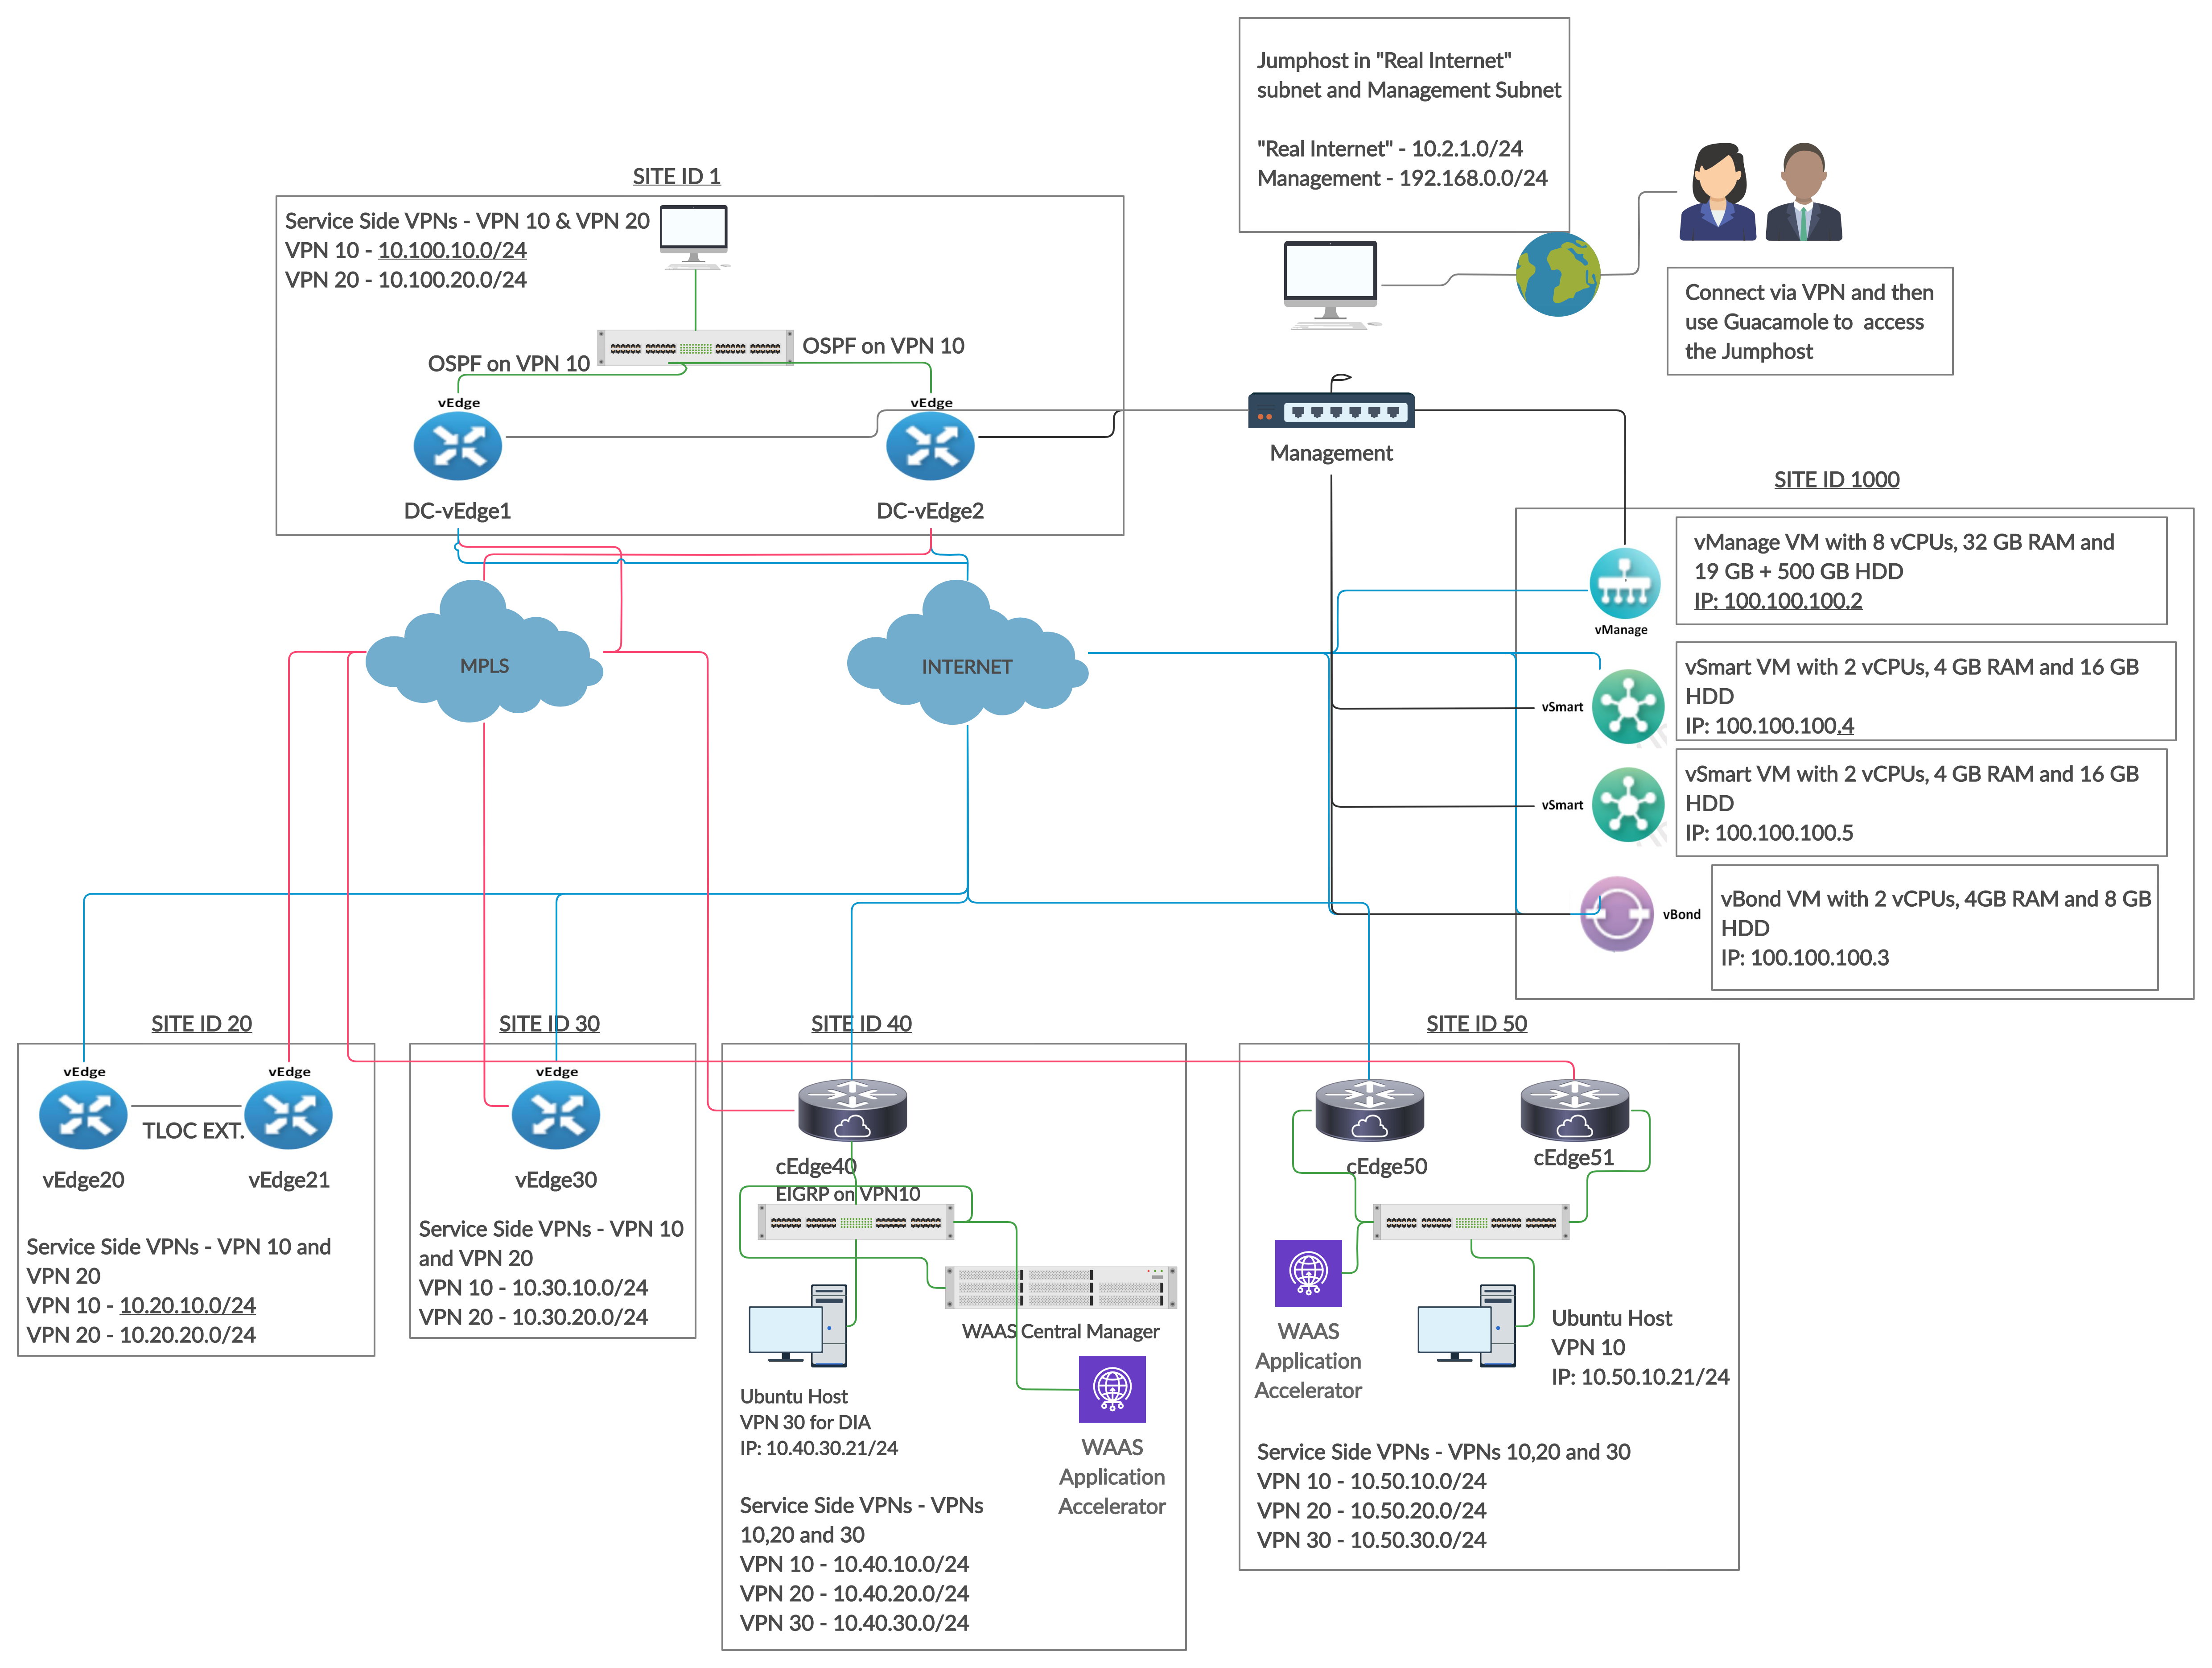 Jumphost in "Real Internet"
subnet and Management Subnet
"Real Internet" - 10.2.1.0/24
Management - 192.168.0.0/24
Connect via VPN and then
use Guacamole to access
the Jumphost
SITE ID 1
Service Side VPNs - VPN 10 & VPN 20
VPN 10 - 10.100.10.0/24
VPN 20 - 10.100.20.0/24
OSPF on VPN 10
OSPF on VPN 10
vEdge
vEdge
DC-vEdge1
DC-vEdge2
Management
MPLS
INTERNET
SITE ID 1000
vManage VM with 8 vCPUs, 32 GB RAM and
19 GB + 500 GB HDD
IP: 100.100.100.2
vManage
vSmart VM with 2 vCPUs, 4 GB RAM and 16 GB
HDD
IP: 100.100.100.4
vSmart
vSmart VM with 2 vCPUs, 4 GB RAM and 16 GB
HDD
IP: 100.100.100.5
vSmart
vBond VM with 2 vCPUs, 4GB RAM and 8 GB
HDD
IP: 100.100.100.3
vBond
SITE ID 20
vEdge
vEdge
TLOC EXT.
vEdge20
vEdge21
Service Side VPNs - VPN 10 and
VPN 20
VPN 10 - 10.20.10.0/24
VPN 20 - 10.20.20.0/24
SITE ID 30
vEdge
vEdge30
Service Side VPNs - VPN 10
and VPN 20
VPN 10 - 10.30.10.0/24
VPN 20 - 10.30.20.0/24
SITE ID 40
cEdge40
EIGRP on VPN10
WAAS Central Manager
Ubuntu Host
VPN 30 for DIA
IP: 10.40.30.21/24
WAAS
Application
Accelerator
Service Side VPNs - VPNs
10,20 and 30
VPN 10 - 10.40.10.0/24
VPN 20 - 10.40.20.0/24
VPN 30 - 10.40.30.0/24
SITE ID 50
cEdge50
cEdge51
WAAS
Application
Accelerator
Ubuntu Host
VPN 10
IP: 10.50.10.21/24
Service Side VPNs - VPNs 10,20 and 30
VPN 10 - 10.50.10.0/24
VPN 20 - 10.50.20.0/24
VPN 30 - 10.50.30.0/24